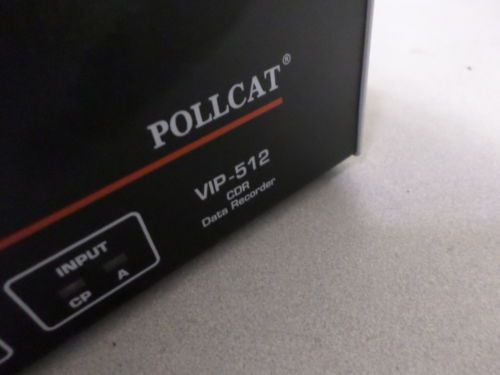 POLLCAT®
VIP-512
CDR
Data Recorder
INPUT
CP A